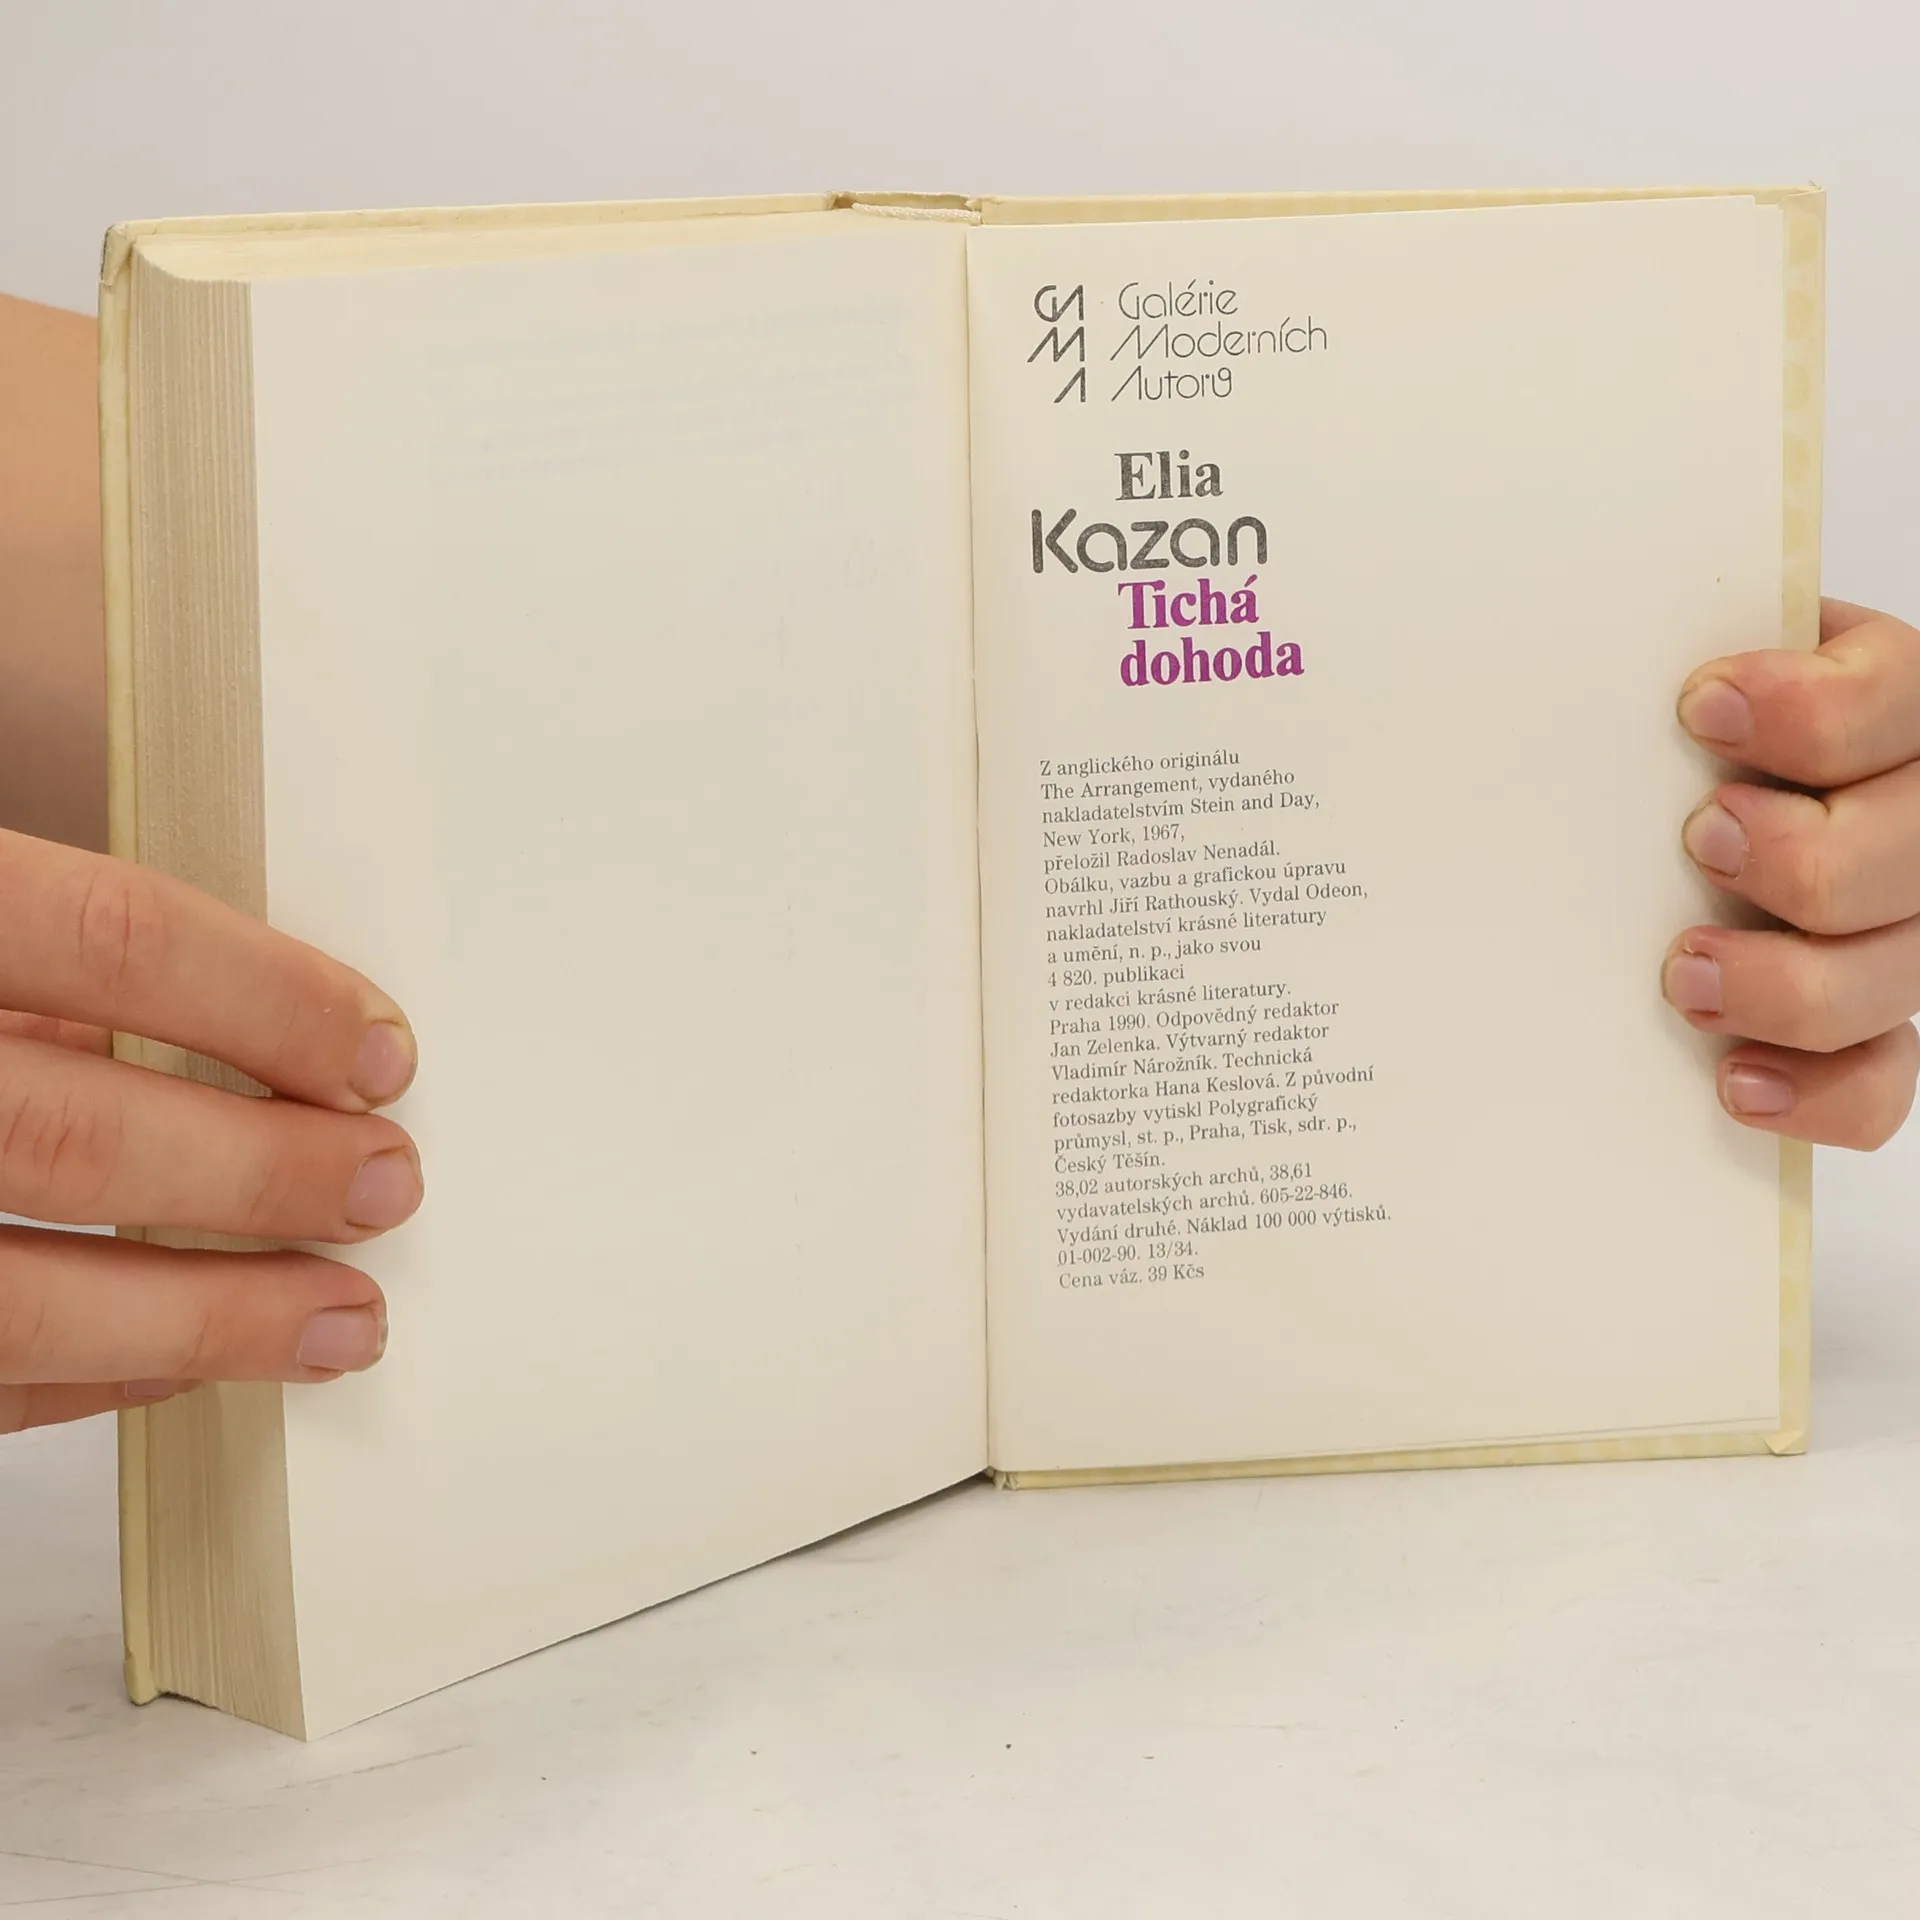 GMA Galérie
Moderních
Autorů
Elia
Kazan
Tichá
dohoda
Z anglického originálu
The Arrangement, vydaného
nakladatelstvím Stein and Day,
New York, 1967,
přeložil Radoslav Nenadál.
Obálku, vazbu a grafickou úpravu
navrhl Jiří Rathouský. Vydal Odeon,
nakladatelství krásné literatury
a umění, n. p., jako svou
4 820. publikaci
v redakci krásné literatury.
Praha 1990. Odpovědný redaktor
Jan Zelenka. Výtvarný redaktor
Vladimír Nárožník. Technická
redaktorka Hana Keslová. Z původní
fotosazby vytiskl Polygrafický
průmysl, st. p., Praha, Tisk, sdr. p.,
Český Těšín.
38,02 autorských archů, 38,61
vydavatelských archů. 605-22-846.
Vydání druhé. Náklad 100 000 výtisků.
01-002-90. 13/34.
Cena váz. 39 Kčs